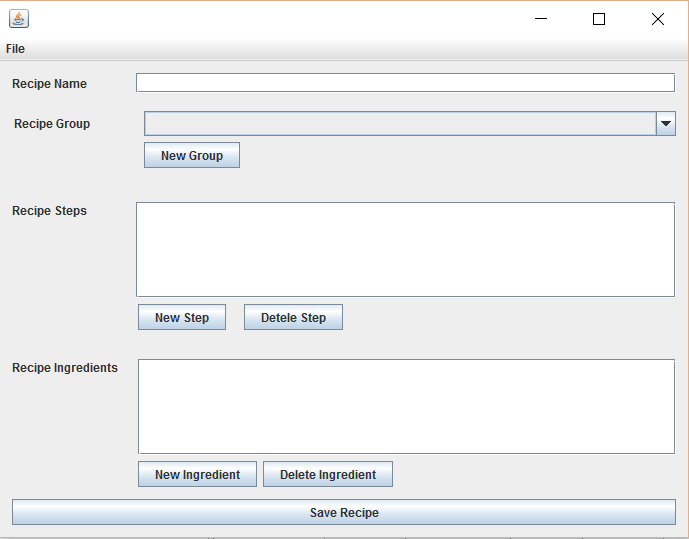 File
Recipe Name
Recipe Group
New Group
Recipe Steps
New Step Detele Step
Recipe Ingredients
New Ingredient Delete Ingredient
Save Recipe